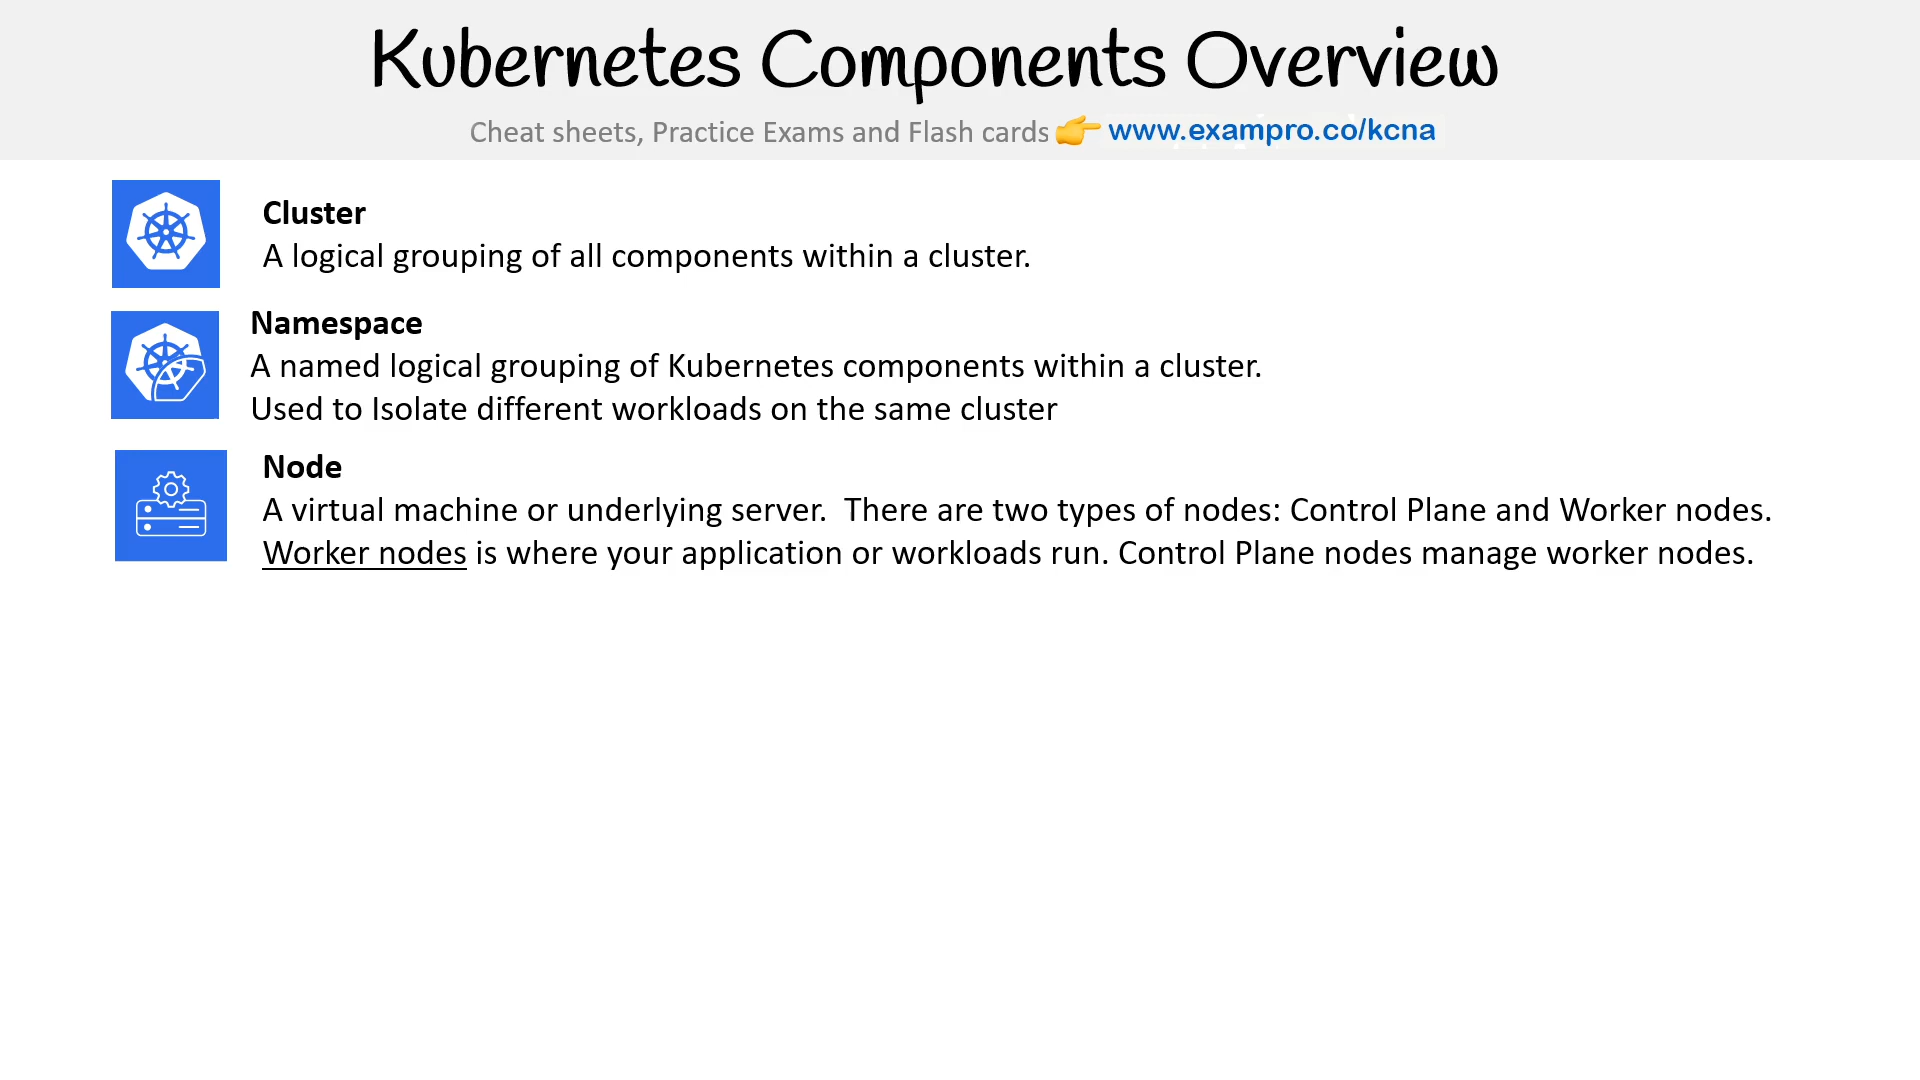 Kubernetes Components Overview
Cheat sheets, Practice Exams and Flash cards 👉 www.exampro.co/kcna
Cluster
A logical grouping of all components within a cluster.
Namespace
A named logical grouping of Kubernetes components within a cluster.
Used to Isolate different workloads on the same cluster
Node
A virtual machine or underlying server.  There are two types of nodes: Control Plane and Worker nodes.
Worker nodes is where your application or workloads run. Control Plane nodes manage worker nodes.